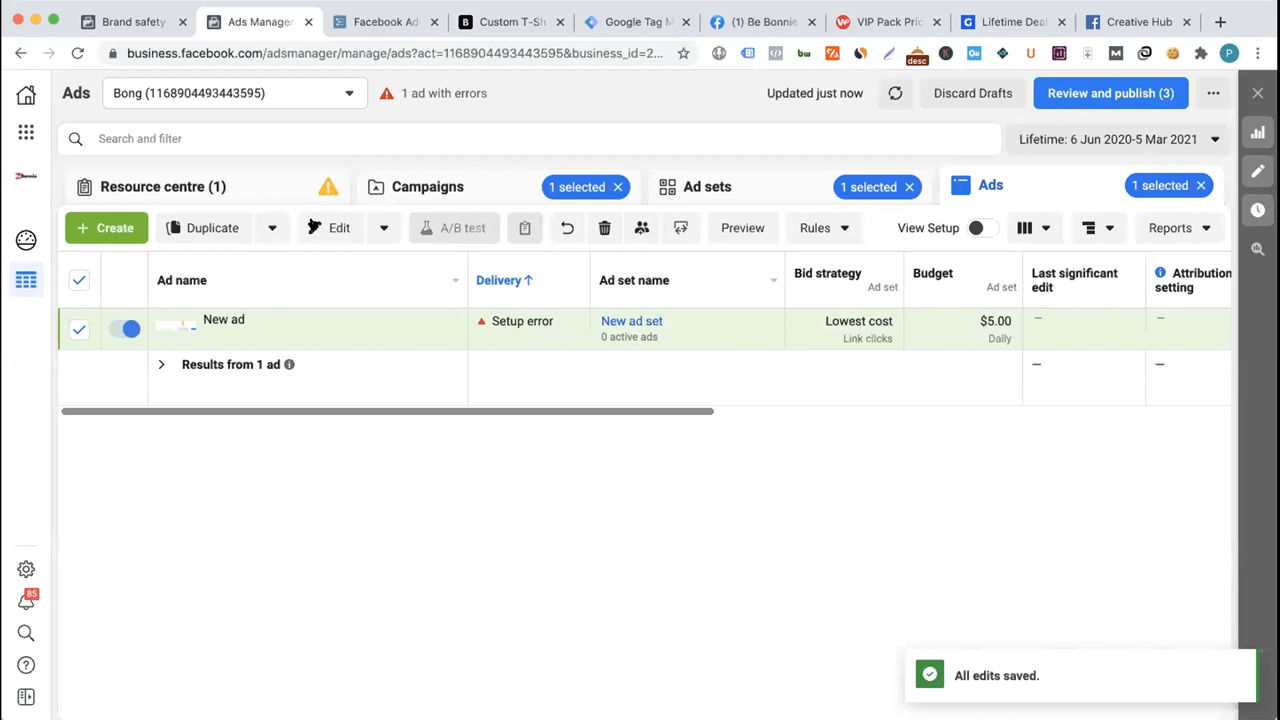 Brand safety
Ads Manager
Facebook Ad
Custom T-Sh
Google Tag M
(1) Be Bonnie
VIP Pack Pric
Lifetime Deal
Creative Hub
business.facebook.com/adsmanager/manage/ads?act=1168904493443595&business_id=2...
desc
P
Ads
Bong (1168904493443595)
1 ad with errors
Updated just now
Discard Drafts
Review and publish (3)
Search and filter
Lifetime: 6 Jun 2020-5 Mar 2021
Resource centre (1)
Campaigns
1 selected
Ad sets
1 selected
Ads
1 selected
+ Create
Duplicate
Edit
A/B test
Preview
Rules
View Setup
Reports
Ad name
Delivery ↑
Ad set name
Bid strategy
Ad set
Budget
Ad set
Last significant
edit
Attribution
setting
New ad
Setup error
New ad set
0 active ads
Lowest cost
Link clicks
$5.00
Daily
—
—
Results from 1 ad
—
—
85
All edits saved.